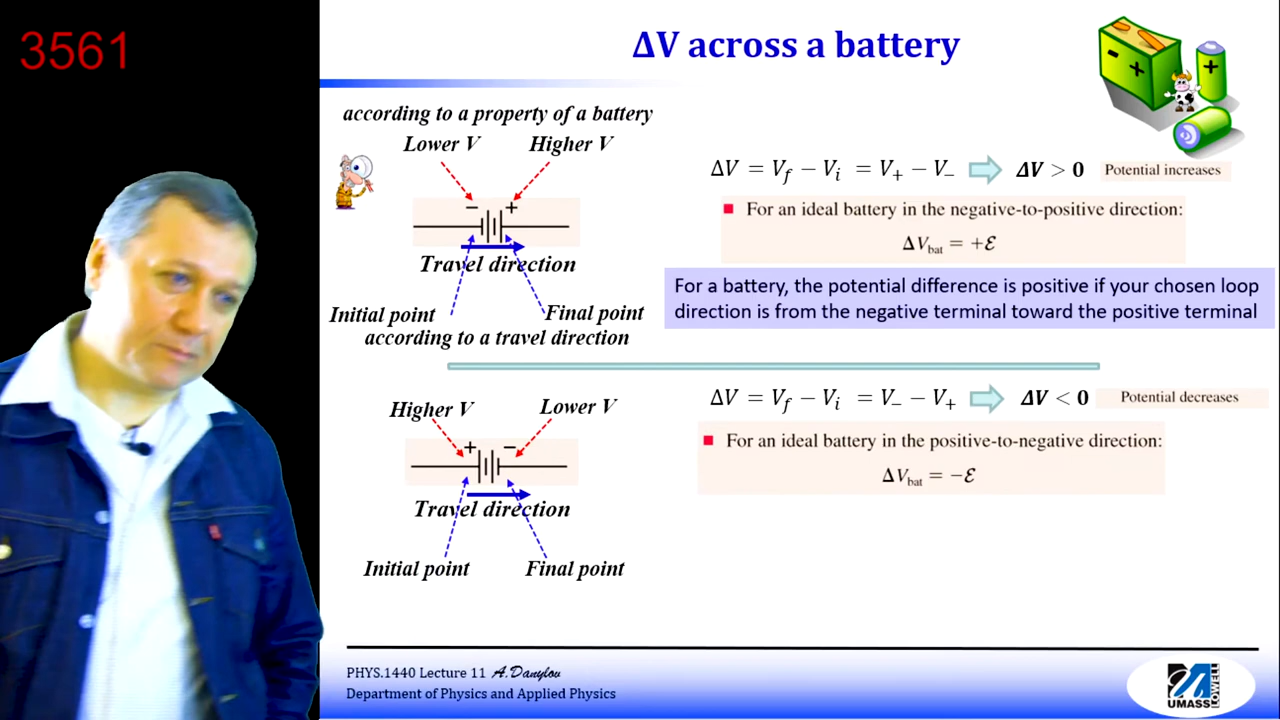 3561
ΔV across a battery
according to a property of a battery
Lower V Higher V
− +
Travel direction
Initial point Final point
according to a travel direction
ΔV = V_f − V_i = V_+ − V_− ΔV > 0 Potential increases
For an ideal battery in the negative-to-positive direction:
ΔV_bat = +ℰ
For a battery, the potential difference is positive if your chosen loop
direction is from the negative terminal toward the positive terminal
Higher V Lower V
+ −
Travel direction
Initial point Final point
ΔV = V_f − V_i = V_− − V_+ ΔV < 0 Potential decreases
For an ideal battery in the positive-to-negative direction:
ΔV_bat = −ℰ
- +
+
PHYS.1440 Lecture 11 A.Danylov
Department of Physics and Applied Physics
UMASS
LOWELL